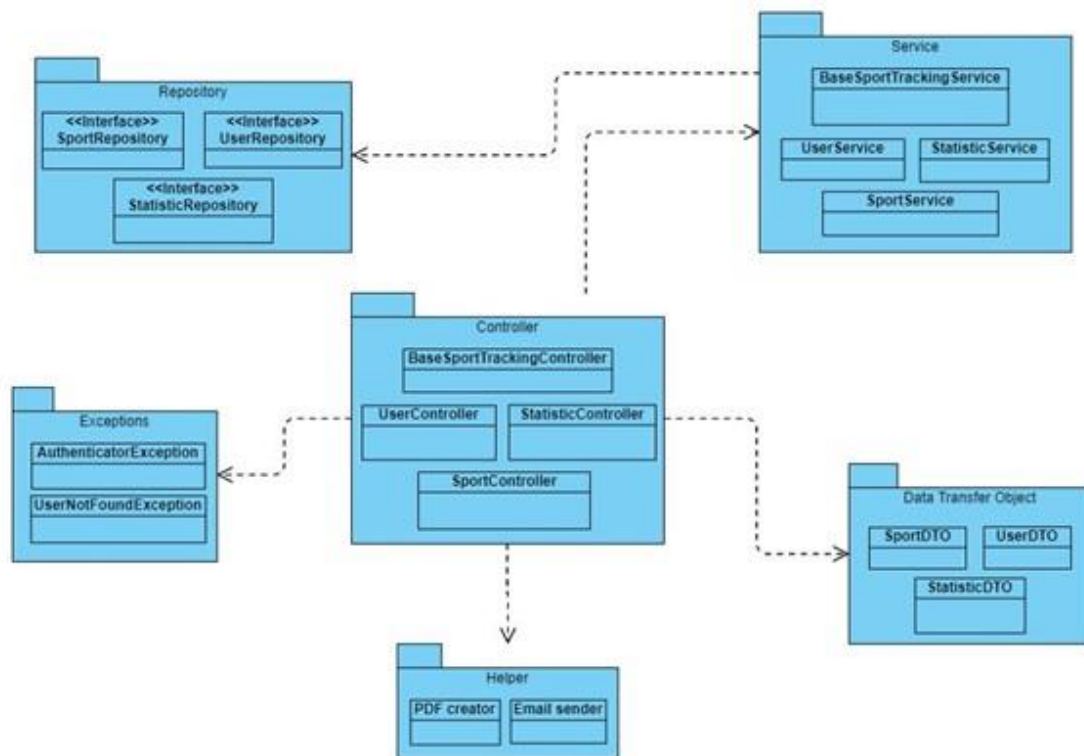 Service
BaseSportTrackingService
UserService
StatisticService
SportService
Repository
<<Interface>>
SportRepository
<<Interface>>
UserRepository
<<Interface>>
StatisticRepository
Controller
BaseSportTrackingController
UserController
StatisticController
SportController
Exceptions
AuthenticatorException
UserNotFoundException
Data Transfer Object
SportDTO
UserDTO
StatisticDTO
Helper
PDF creator
Email sender